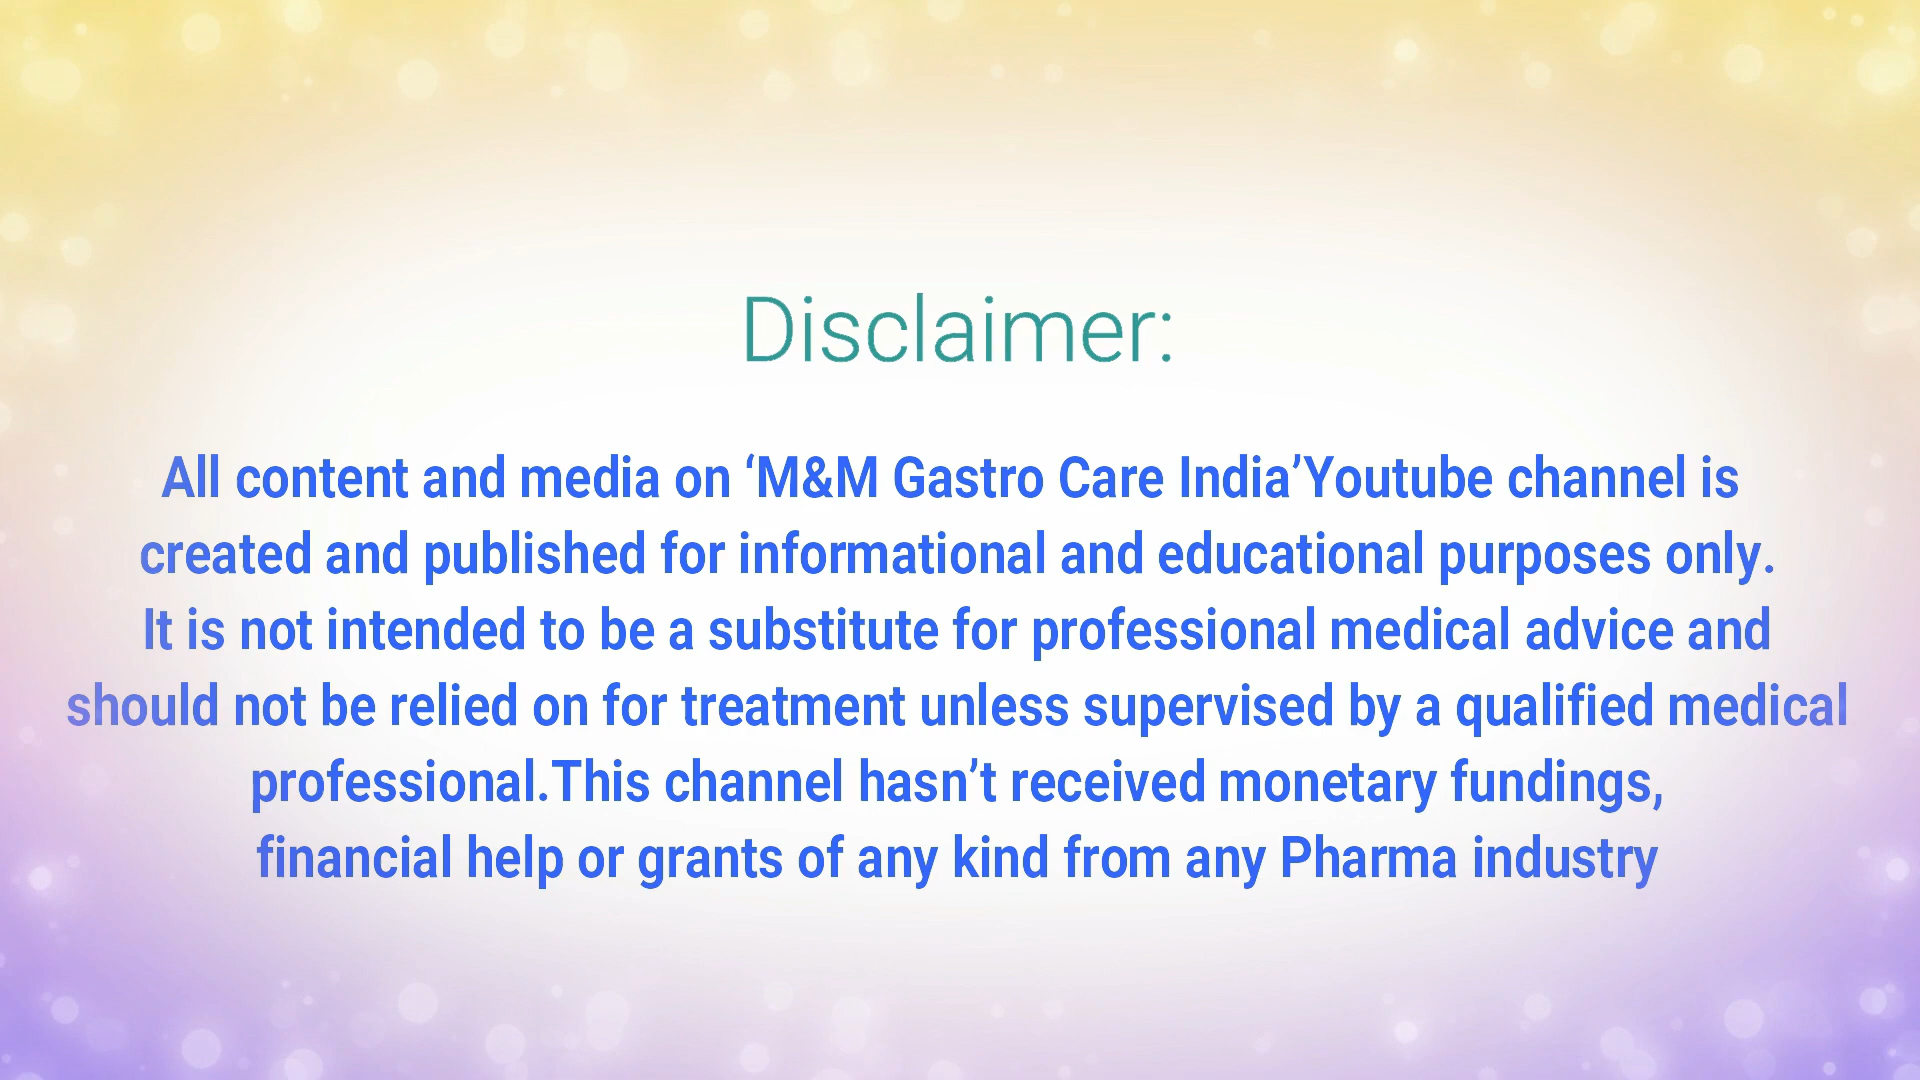 Disclaimer:
All content and media on ‘M&M Gastro Care India’Youtube channel is
created and published for informational and educational purposes only.
It is not intended to be a substitute for professional medical advice and
should not be relied on for treatment unless supervised by a qualified medical
professional.This channel hasn’t received monetary fundings,
financial help or grants of any kind from any Pharma industry